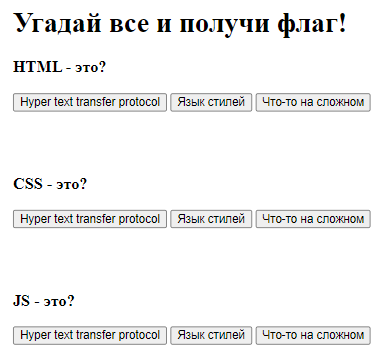 Угадай все и получи флаг!
HTML - это?
Hyper text transfer protocol Язык стилей Что-то на сложном
CSS - это?
Hyper text transfer protocol Язык стилей Что-то на сложном
JS - это?
Hyper text transfer protocol Язык стилей Что-то на сложном